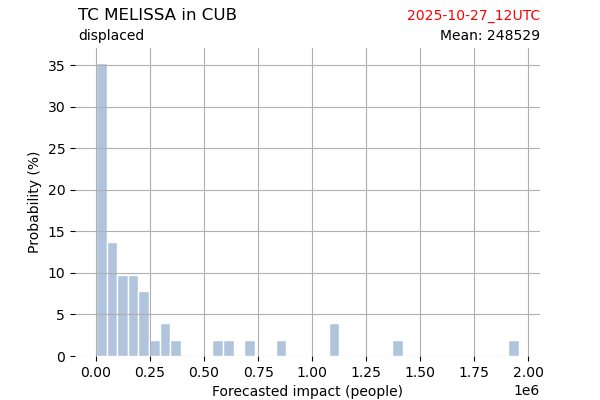 TC MELISSA in CUB
2025-10-27_12UTC
displaced
Mean: 248529
Probability (%)
35
30
25
20
15
10
5
0
0.00 0.25 0.50 0.75 1.00 1.25 1.50 1.75 2.00
1e6
Forecasted impact (people)